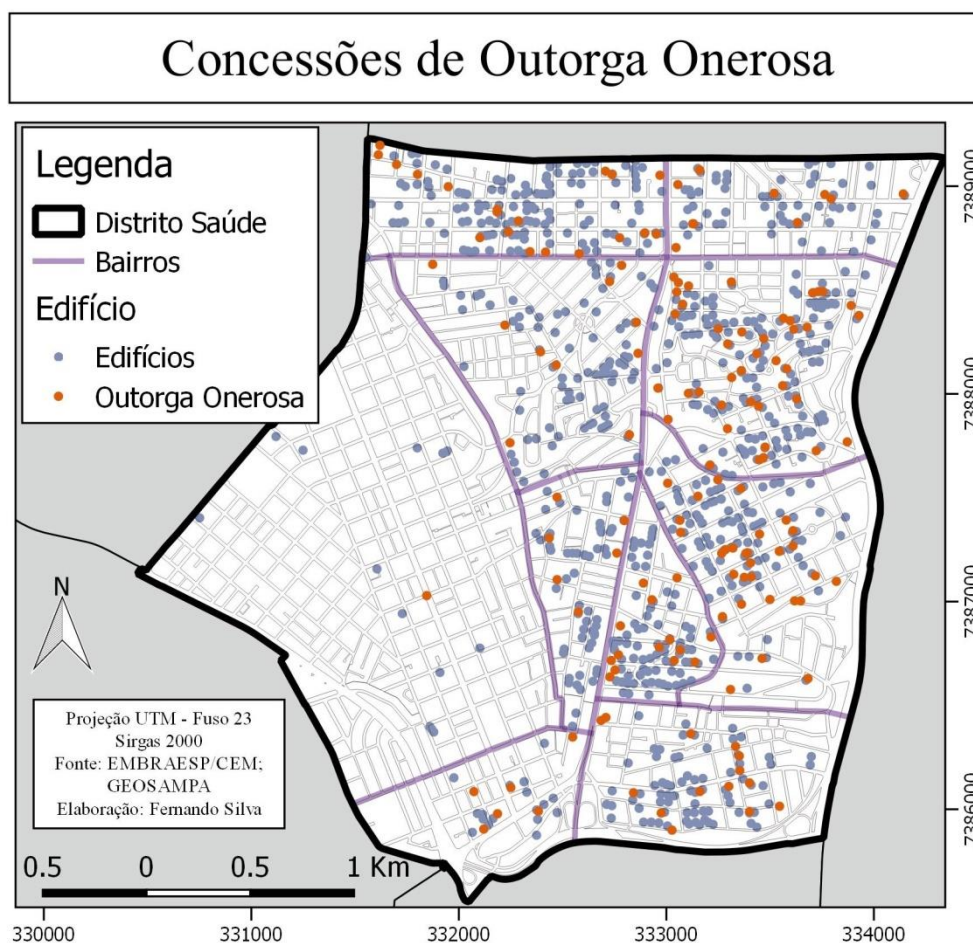 Concessões de Outorga Onerosa
Legenda
Distrito Saúde
Bairros
Edifício
Edifícios
Outorga Onerosa
N
Projeção UTM - Fuso 23
Sirgas 2000
Fonte: EMBRAESP/CEM;
GEOSAMPA
Elaboração: Fernando Silva
0.5 0 0.5 1 Km
330000 331000 332000 333000 334000
7389000
7388000
7387000
7386000